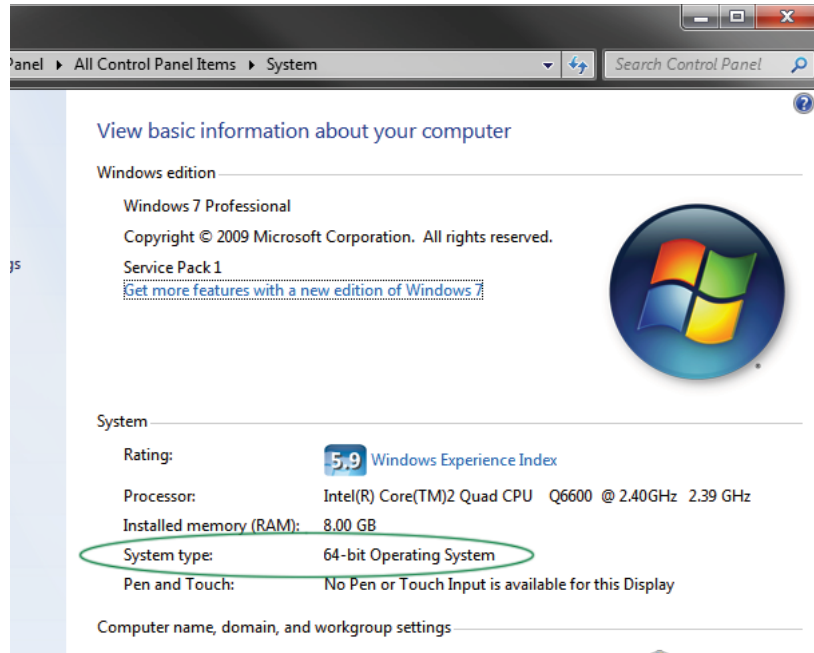 Panel ▸ All Control Panel Items ▸ System
Search Control Panel
View basic information about your computer
Windows edition
Windows 7 Professional
Copyright © 2009 Microsoft Corporation. All rights reserved.
gs
Service Pack 1
Get more features with a new edition of Windows 7
System
Rating:
5.9 Windows Experience Index
Processor: Intel(R) Core(TM)2 Quad CPU Q6600 @ 2.40GHz 2.39 GHz
Installed memory (RAM): 8.00 GB
System type: 64-bit Operating System
Pen and Touch: No Pen or Touch Input is available for this Display
Computer name, domain, and workgroup settings